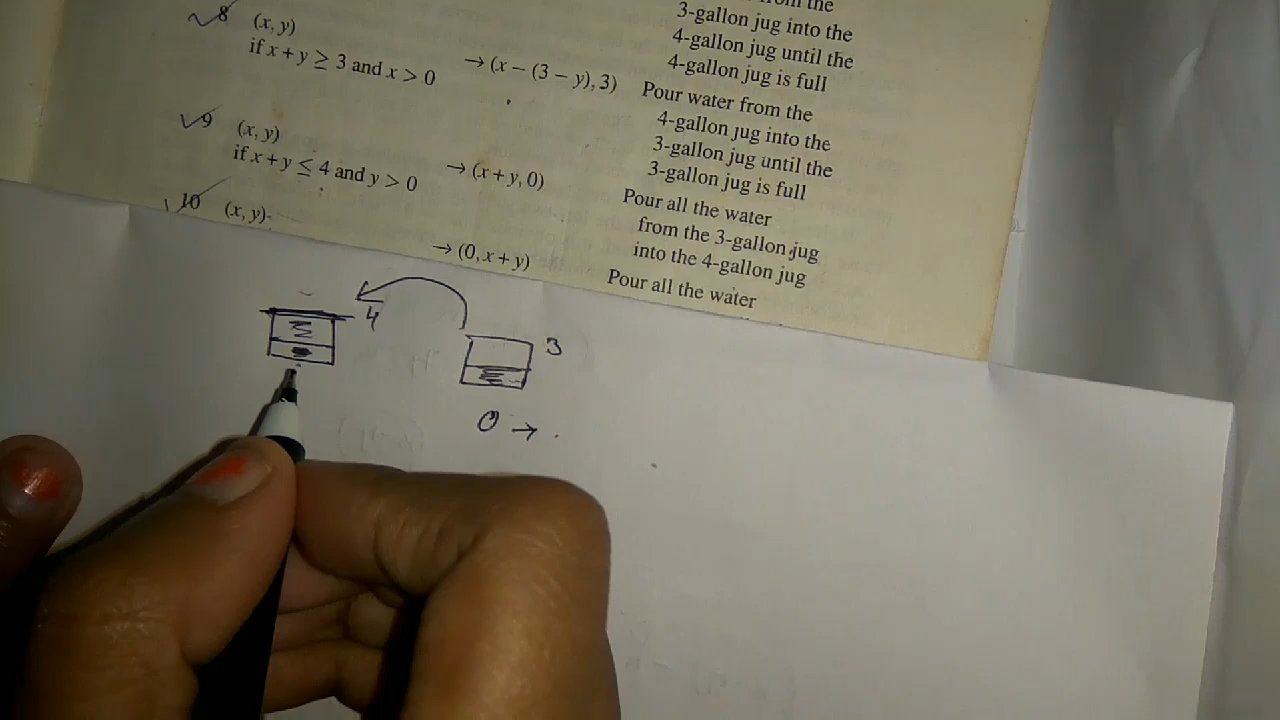 from the
3-gallon jug into the
4-gallon jug until the
4-gallon jug is full
8 (x, y)
if x + y ≥ 3 and x > 0 → (x − (3 − y), 3)
Pour water from the
4-gallon jug into the
3-gallon jug until the
3-gallon jug is full
9 (x, y)
if x + y ≤ 4 and y > 0 → (x + y, 0)
Pour all the water
from the 3-gallon jug
into the 4-gallon jug
10 (x, y)
→ (0, x + y)
Pour all the water
4
3
0 →